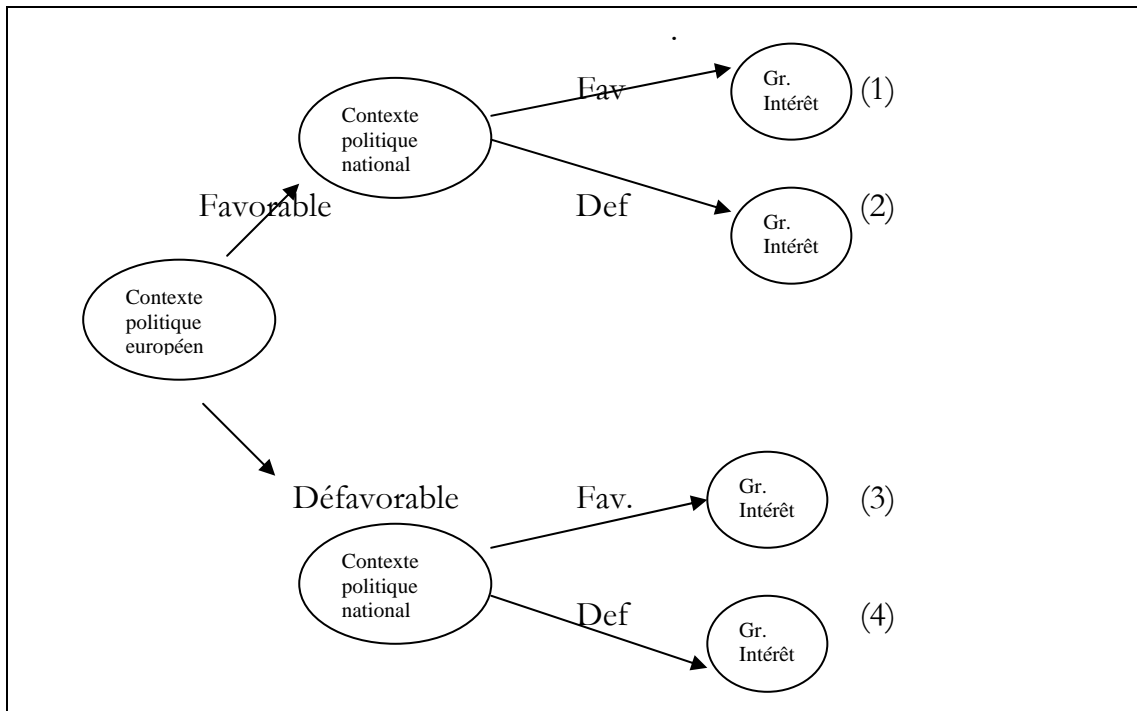 .
Gr.
Intérêt
(1)
Fav
Contexte
politique
national
Favorable
Def
Gr.
Intérêt
(2)
Contexte
politique
européen
Défavorable
Fav.
Gr.
Intérêt
(3)
Contexte
politique
national
Def
Gr.
Intérêt
(4)